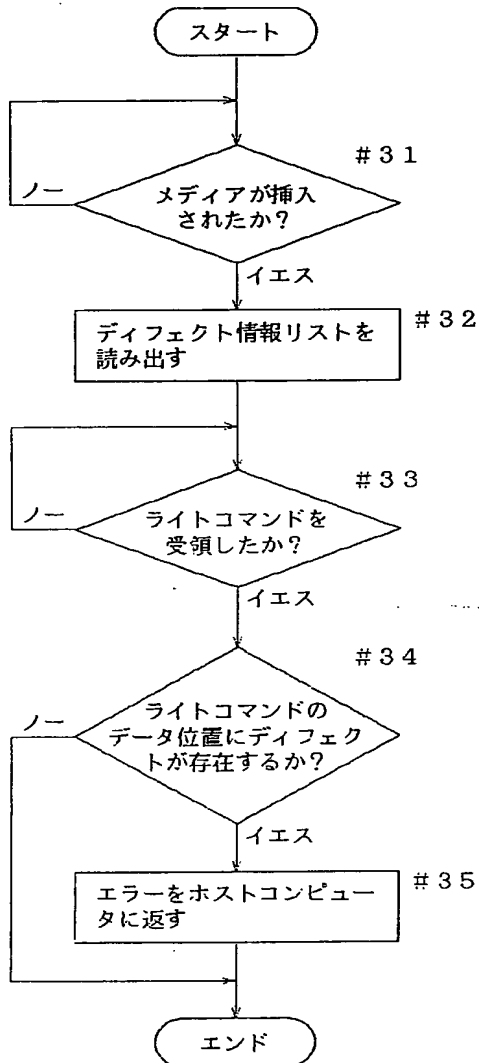 スタート
#31
ノー
メディアが挿入
されたか?
イエス
#32
ディフェクト情報リストを
読み出す
#33
ノー
ライトコマンドを
受領したか?
イエス
#34
ノー
ライトコマンドの
データ位置にディフェク
トが存在するか?
イエス
#35
エラーをホストコンピュー
タに返す
エンド